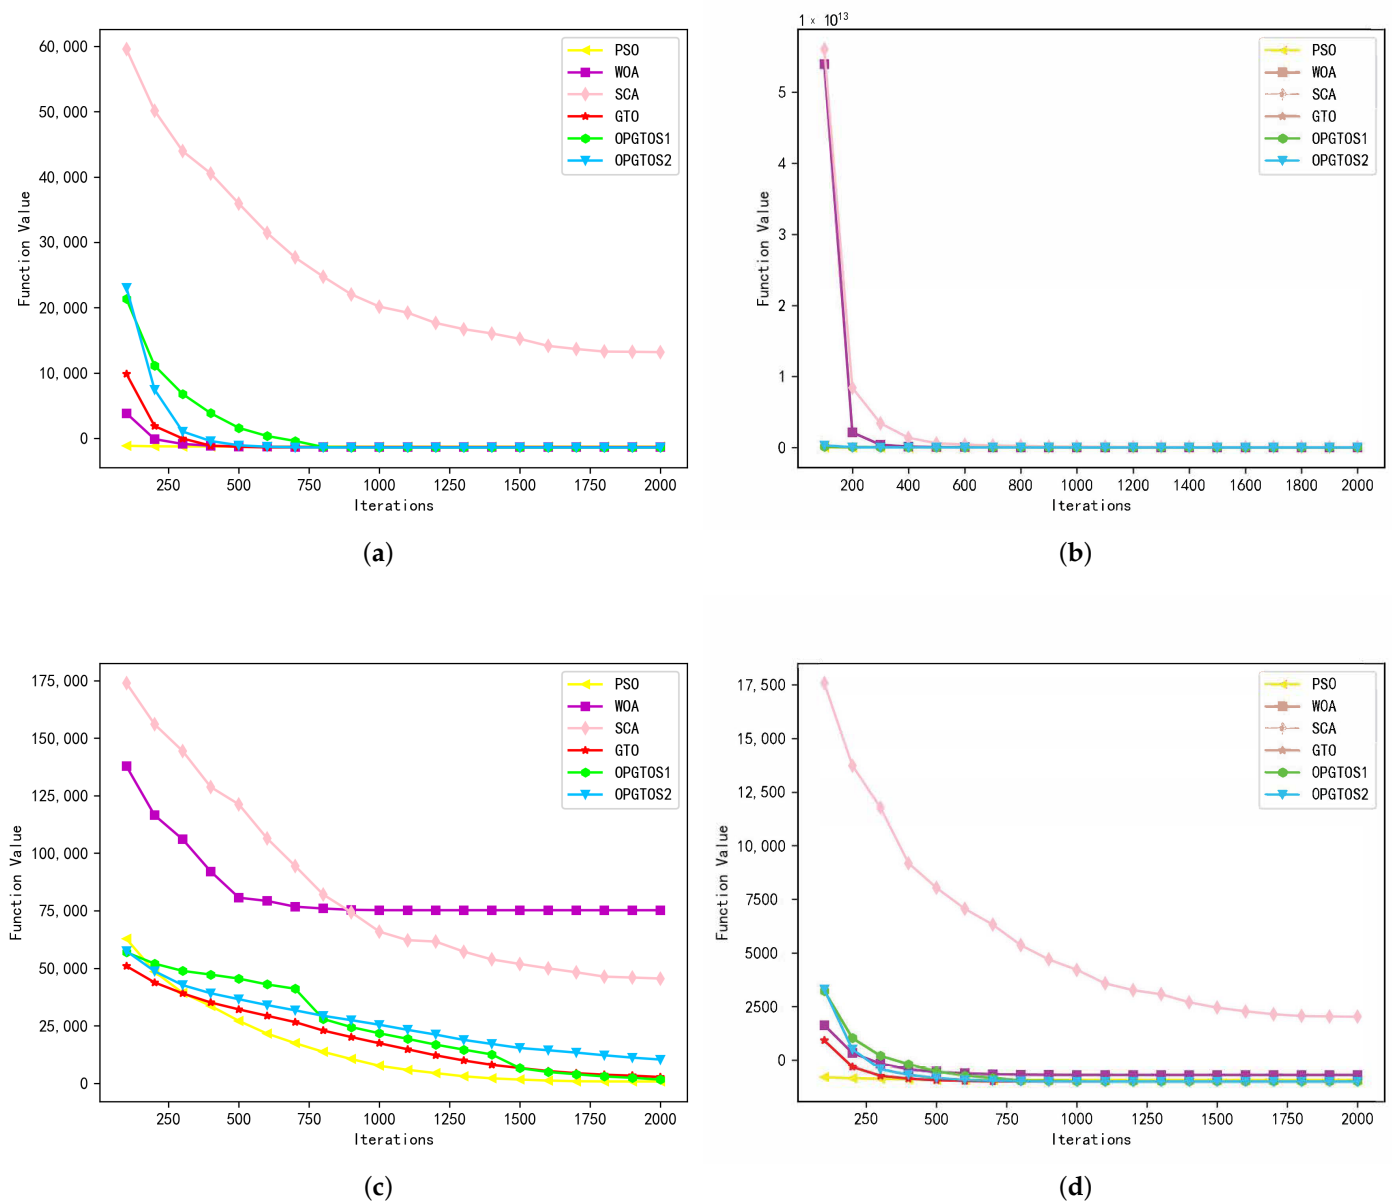 60,000
50,000
40,000
30,000
20,000
10,000
0
Function Value
250 500 750 1000 1250 1500 1750 2000
Iterations
PSO
WOA
SCA
GTO
OPGTOS1
OPGTOS2
(a)
1 × 10¹³
5
4
3
2
1
0
Function Value
200 400 600 800 1000 1200 1400 1600 1800 2000
Iterations
PSO
WOA
SCA
GTO
OPGTOS1
OPGTOS2
(b)
175,000
150,000
125,000
100,000
75,000
50,000
25,000
0
Function Value
250 500 750 1000 1250 1500 1750 2000
Iterations
PSO
WOA
SCA
GTO
OPGTOS1
OPGTOS2
(c)
17,500
15,000
12,500
10,000
7500
5000
2500
0
Function Value
250 500 750 1000 1250 1500 1750 2000
Iterations
PSO
WOA
SCA
GTO
OPGTOS1
OPGTOS2
(d)